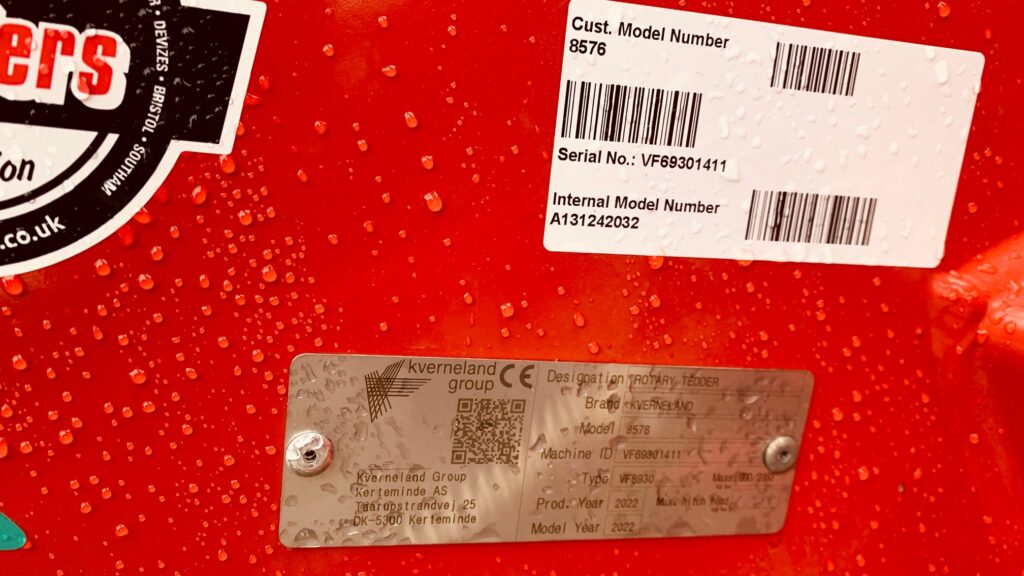 ers
DEVIZES • BRISTOL • SOUTHAM
on
.co.uk
Cust. Model Number
8576
Serial No.: VF69301411
Internal Model Number
A131242032
kverneland
group CE
Designation ROTARY TEDDER
Brand KVERNELAND
Model 8576
Machine ID VF69301411
Type VF6930
Prod. Year 2022
Model Year 2022
Kverneland Group
Kerteminde AS
Taarupstrandvej 25
DK-5300 Kerteminde